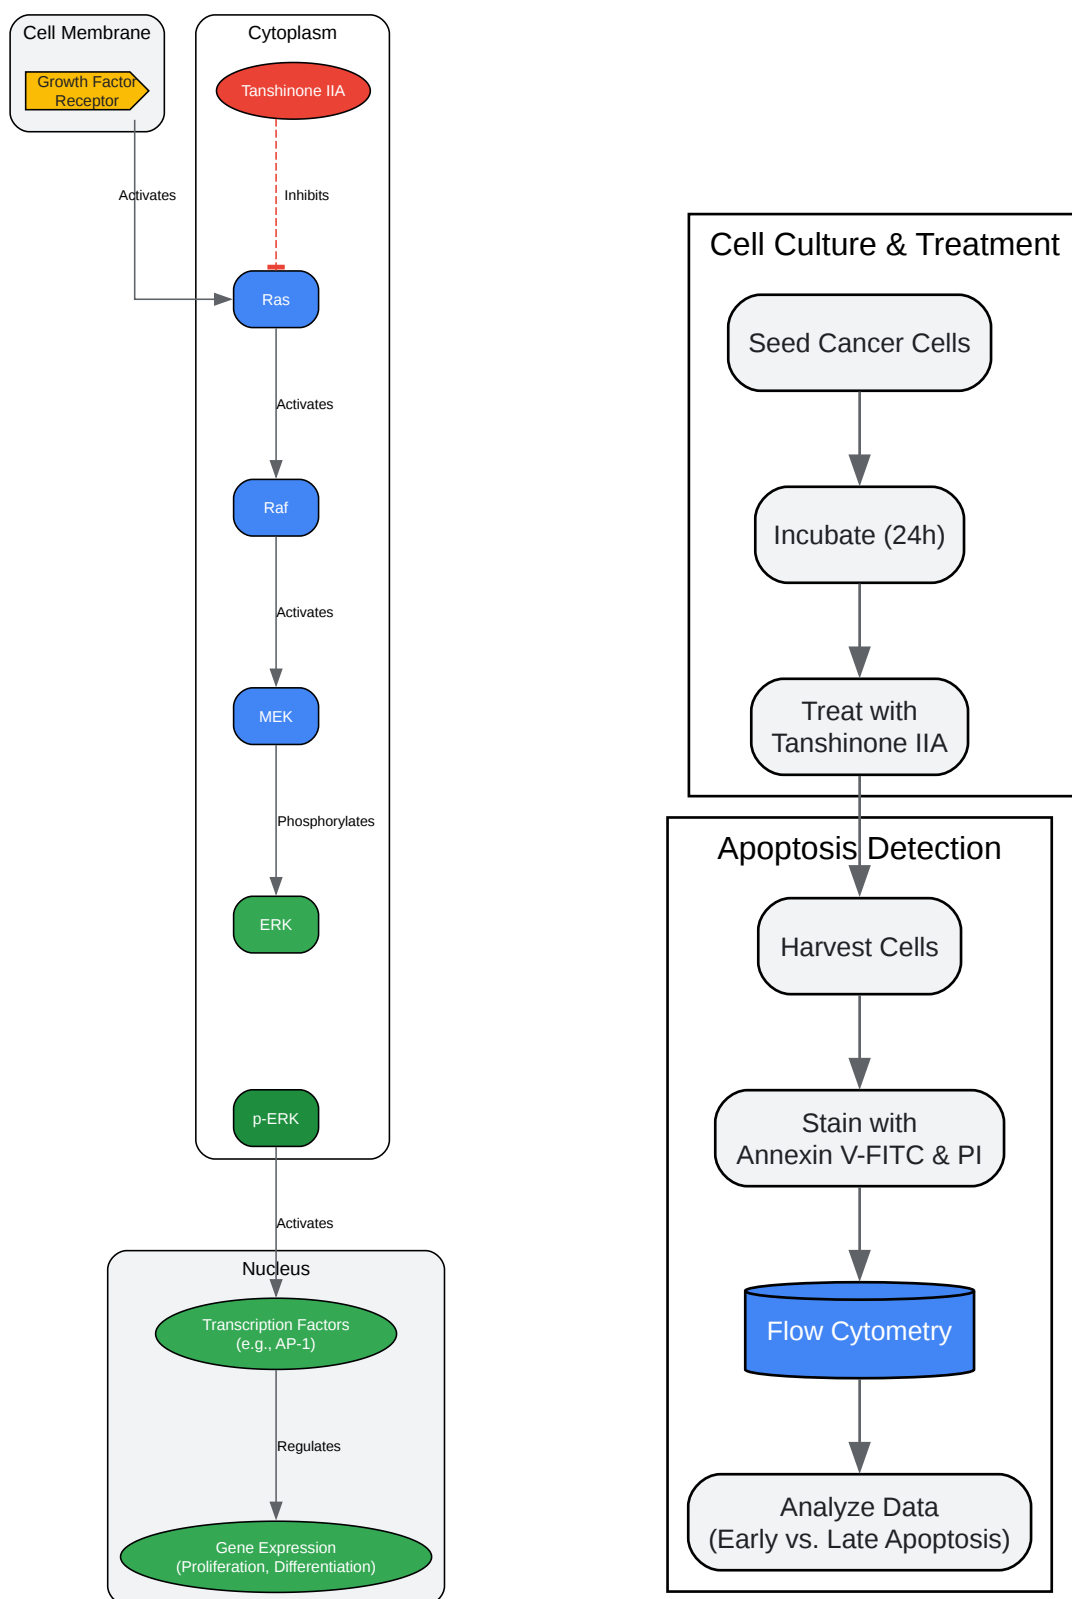 Cell Membrane
Growth Factor
Receptor
Activates
Cytoplasm
Tanshinone IIA
Inhibits
Ras
Activates
Raf
Activates
MEK
Phosphorylates
ERK
p-ERK
Activates
Nucleus
Transcription Factors
(e.g., AP-1)
Regulates
Gene Expression
(Proliferation, Differentiation)
Cell Culture & Treatment
Seed Cancer Cells
Incubate (24h)
Treat with
Tanshinone IIA
Apoptosis Detection
Harvest Cells
Stain with
Annexin V-FITC & PI
Flow Cytometry
Analyze Data
(Early vs. Late Apoptosis)